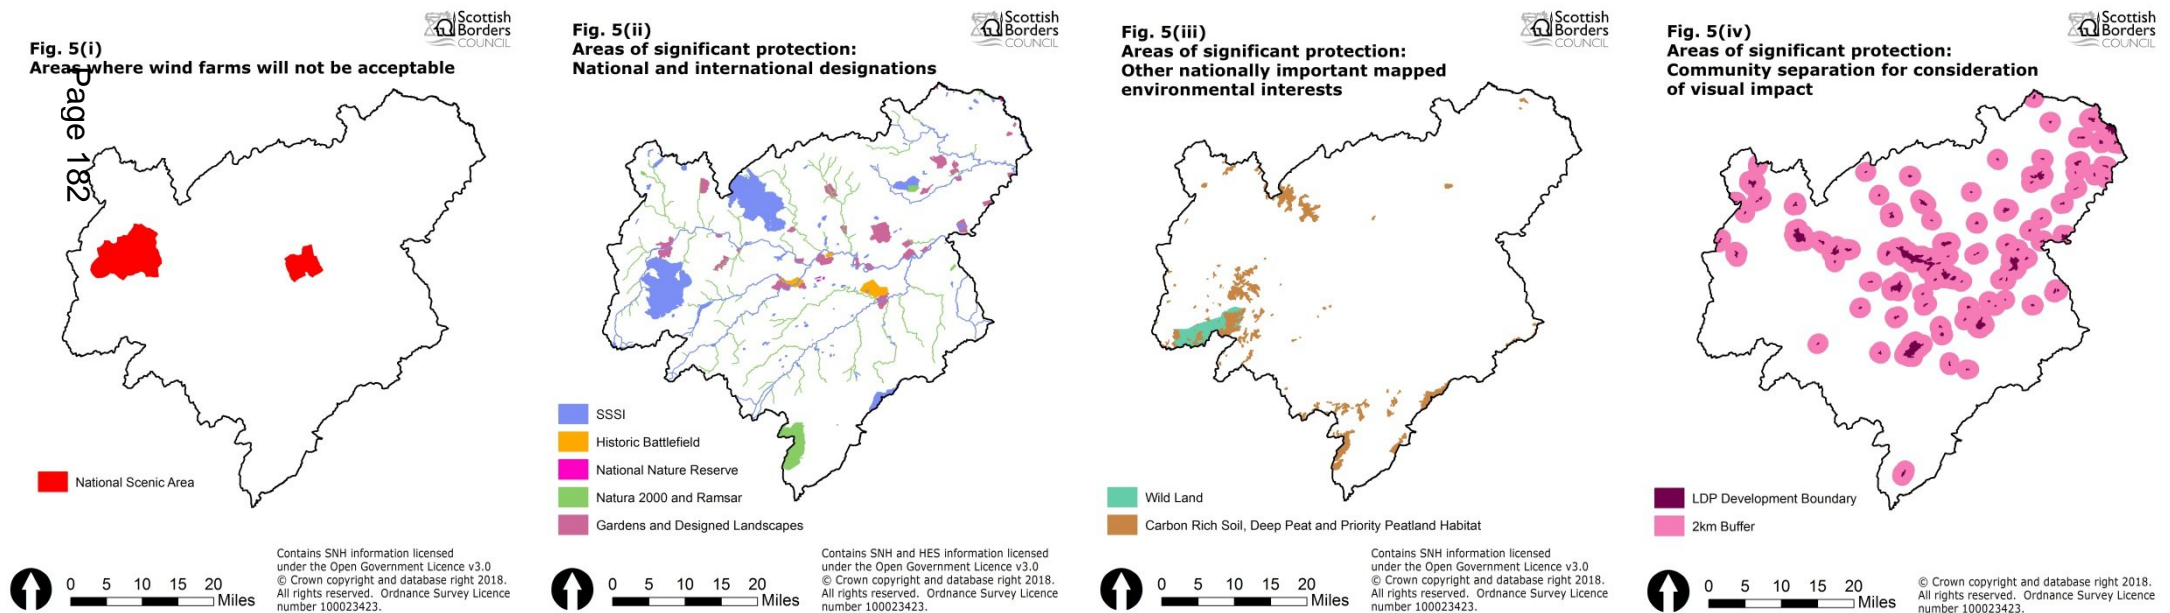 Page 182
Fig. 5(i)
Areas where wind farms will not be acceptable
Scottish
Borders
COUNCIL
National Scenic Area
0 5 10 15 20
Miles
Contains SNH information licensed
under the Open Government Licence v3.0
© Crown copyright and database right 2018.
All rights reserved. Ordnance Survey Licence
number 100023423.
Fig. 5(ii)
Areas of significant protection:
National and international designations
Scottish
Borders
COUNCIL
SSSI
Historic Battlefield
National Nature Reserve
Natura 2000 and Ramsar
Gardens and Designed Landscapes
0 5 10 15 20
Miles
Contains SNH and HES information licensed
under the Open Government Licence v3.0
© Crown copyright and database right 2018.
All rights reserved. Ordnance Survey Licence
number 100023423.
Fig. 5(iii)
Areas of significant protection:
Other nationally important mapped
environmental interests
Scottish
Borders
COUNCIL
Wild Land
Carbon Rich Soil, Deep Peat and Priority Peatland Habitat
0 5 10 15 20
Miles
Contains SNH information licensed
under the Open Government Licence v3.0
© Crown copyright and database right 2018.
All rights reserved. Ordnance Survey Licence
number 100023423.
Fig. 5(iv)
Areas of significant protection:
Community separation for consideration
of visual impact
Scottish
Borders
COUNCIL
LDP Development Boundary
2km Buffer
0 5 10 15 20
Miles
© Crown copyright and database right 2018.
All rights reserved. Ordnance Survey Licence
number 100023423.